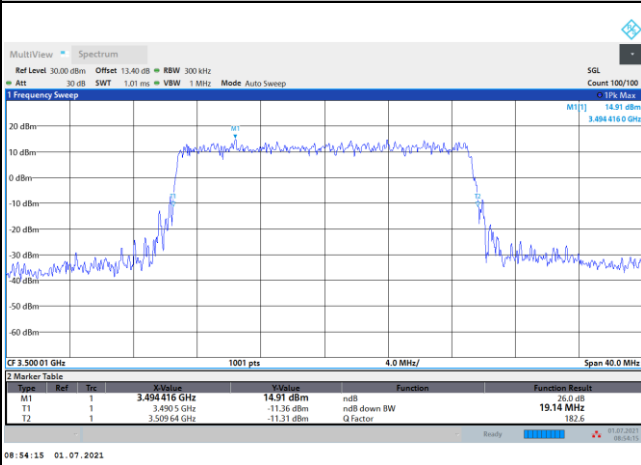 MultiView Spectrum
Ref Level 30.00 dBm Offset 13.40 dB RBW 300 kHz SGL
Att 30 dB SWT 1.01 ms VBW 1 MHz Mode Auto Sweep Count 100/100
1 Frequency Sweep 1Pk Max
M1[1] 14.91 dBm
3.494 416 0 GHz
M1
20 dBm
10 dBm
0 dBm
-10 dBm
-20 dBm
-30 dBm
-40 dBm
-50 dBm
-60 dBm
CF 3.500 01 GHz 1001 pts 4.0 MHz/ Span 40.0 MHz
2 Marker Table
Type Ref Trc X-Value Y-Value Function Function Result
M1 1 3.494 416 GHz 14.91 dBm ndB 26.0 dB
T1 1 3.490 5 GHz -11.36 dBm ndB down BW 19.14 MHz
T2 1 3.509 64 GHz -11.31 dBm Q Factor 182.6
Ready 01.07.2021
08:54:15
08:54:15 01.07.2021